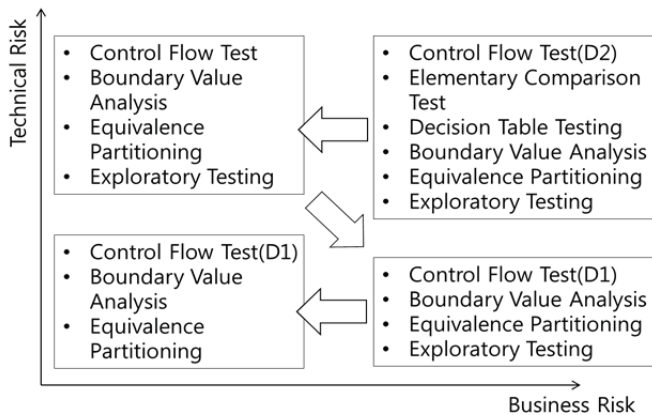 Technical Risk
• Control Flow Test
• Boundary Value
Analysis
• Equivalence
Partitioning
• Exploratory Testing
• Control Flow Test(D2)
• Elementary Comparison
Test
• Decision Table Testing
• Boundary Value Analysis
• Equivalence Partitioning
• Exploratory Testing
• Control Flow Test(D1)
• Boundary Value
Analysis
• Equivalence
Partitioning
• Control Flow Test(D1)
• Boundary Value Analysis
• Equivalence Partitioning
• Exploratory Testing
Business Risk